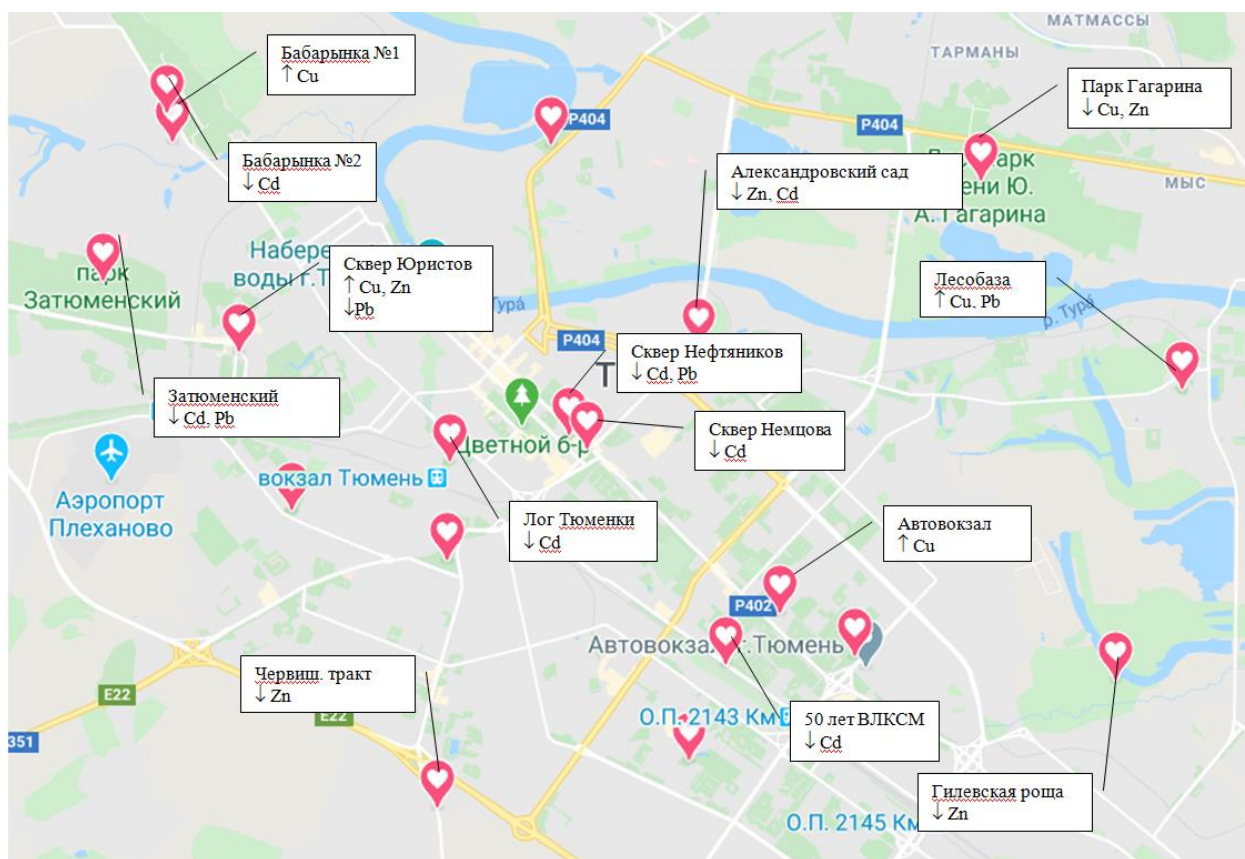 МАТМАССЫ
ТАРМАНЫ
Бабарынка №1
↑ Cu
Парк Гагарина
↓ Cu, Zn
P404
P404
Бабарынка №2
↓ Cd
Александровский сад
↓ Zn, Cd
парк
ени Ю.
А. Гагарина
МЫС
Набере
воды г.Т
Сквер Юристов
↑ Cu, Zn
↓Pb
парк
Затюменский
Лесобаза
↑ Cu, Pb
Тура́
р. Тура́
P404
Сквер Нефтяников
↓ Cd, Pb
Т
Затюменский
↓ Cd, Pb
Цветной б-р
Сквер Немцова
↓ Cd
вокзал Тюмень
Аэропорт
Плеханово
Лог Тюменки
↓ Cd
Автовокзал
↑ Cu
P402
Автовокзал г.Тюмень
Червиш. тракт
↓ Zn
E22
E22
351
О.П. 2143 Км
50 лет ВЛКСМ
↓ Cd
Гилевская роща
↓ Zn
О.П. 2145 Км